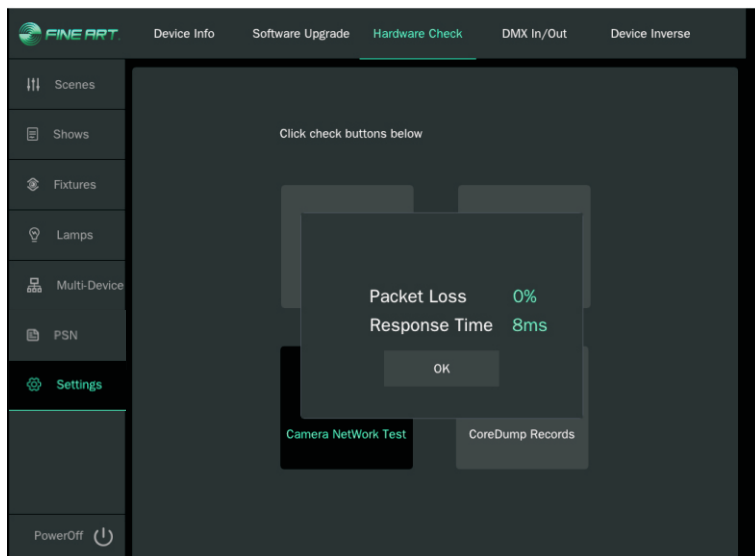 FINE ART.
Device Info
Software Upgrade
Hardware Check
DMX In/Out
Device Inverse
Scenes
Shows
Fixtures
Lamps
Multi-Device
PSN
Settings
PowerOff
Click check buttons below
Packet Loss 0%
Response Time 8ms
OK
Camera NetWork Test
CoreDump Records